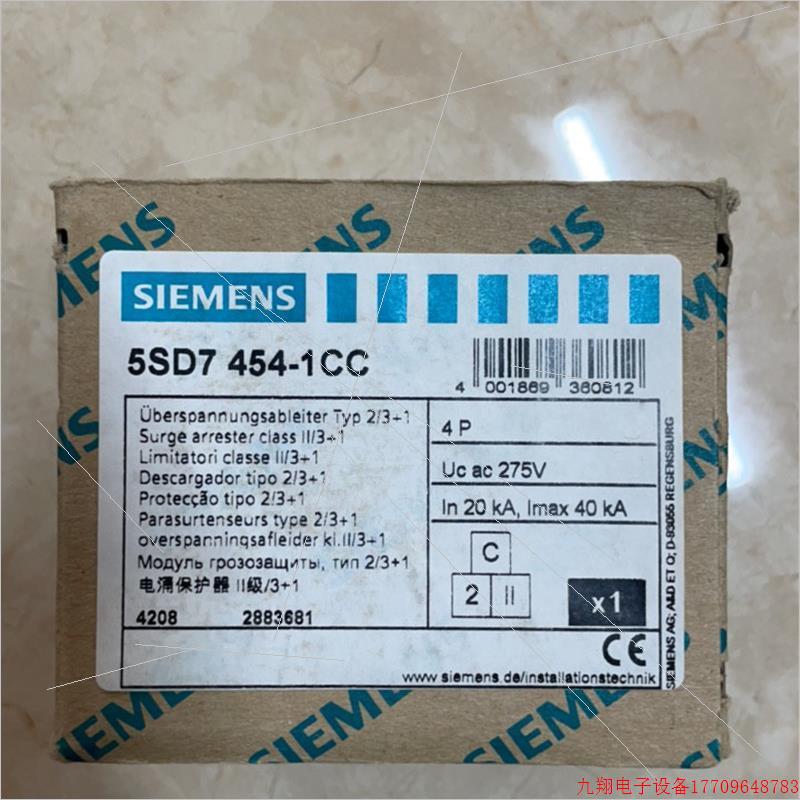 SIEMENS
5SD7 454-1CC
4 001869 360812
Überspannungsableiter Typ 2/3+1
Surge arrester class II/3+1
Limitatori classe II/3+1
Descargador tipo 2/3+1
Protecção tipo 2/3+1
Parasurtenseurs type 2/3+1
overspanningsafleider kl.II/3+1
Модуль грозозащиты, тип 2/3+1
电涌保护器 II级/3+1
4208 2883681
4 P
Uc ac 275V
In 20 kA, Imax 40 kA
C
2 II
x1
CE
www.siemens.de/installationstechnik
SIEMENS AG; A&D ET Q; D-93055 REGENSBURG
EMENS
ENS
EMENS
SIEMENS
九翔电子设备17709648783